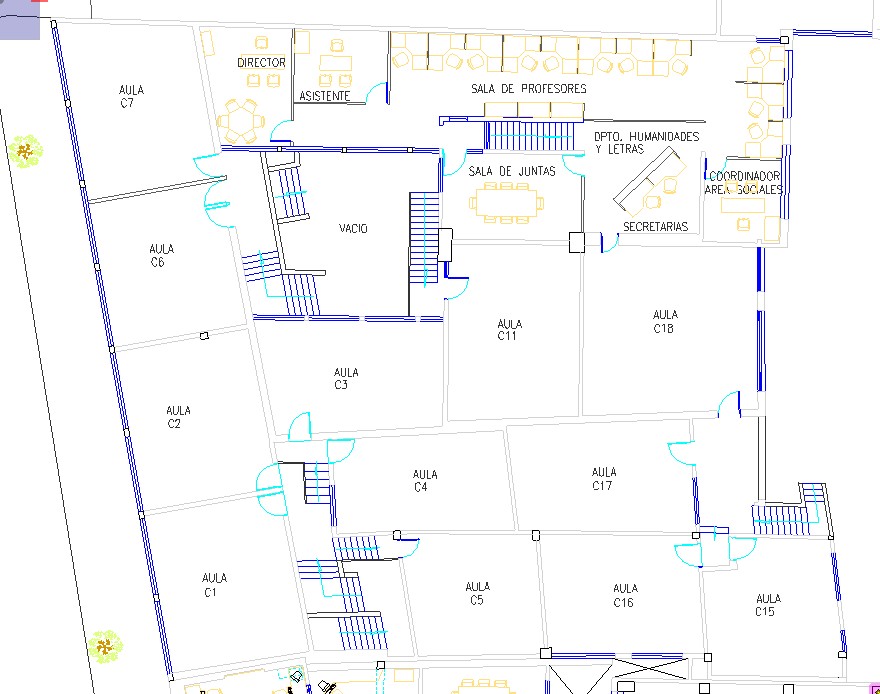 AULA
C7
DIRECTOR
ASISTENTE
SALA DE PROFESORES
DPTO. HUMANIDADES
Y LETRAS
SALA DE JUNTAS
COORDINADOR
AREA SOCIALES
SECRETARIAS
VACIO
AULA
C6
AULA
C11
AULA
C18
AULA
C3
AULA
C2
AULA
C4
AULA
C17
AULA
C1
AULA
C5
AULA
C16
AULA
C15